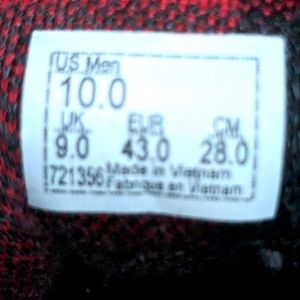 US Men
10.0
UK EUR CM
9.0 43.0 28.0
721356 Made in Vietnam
Fabriqué en Vietnam